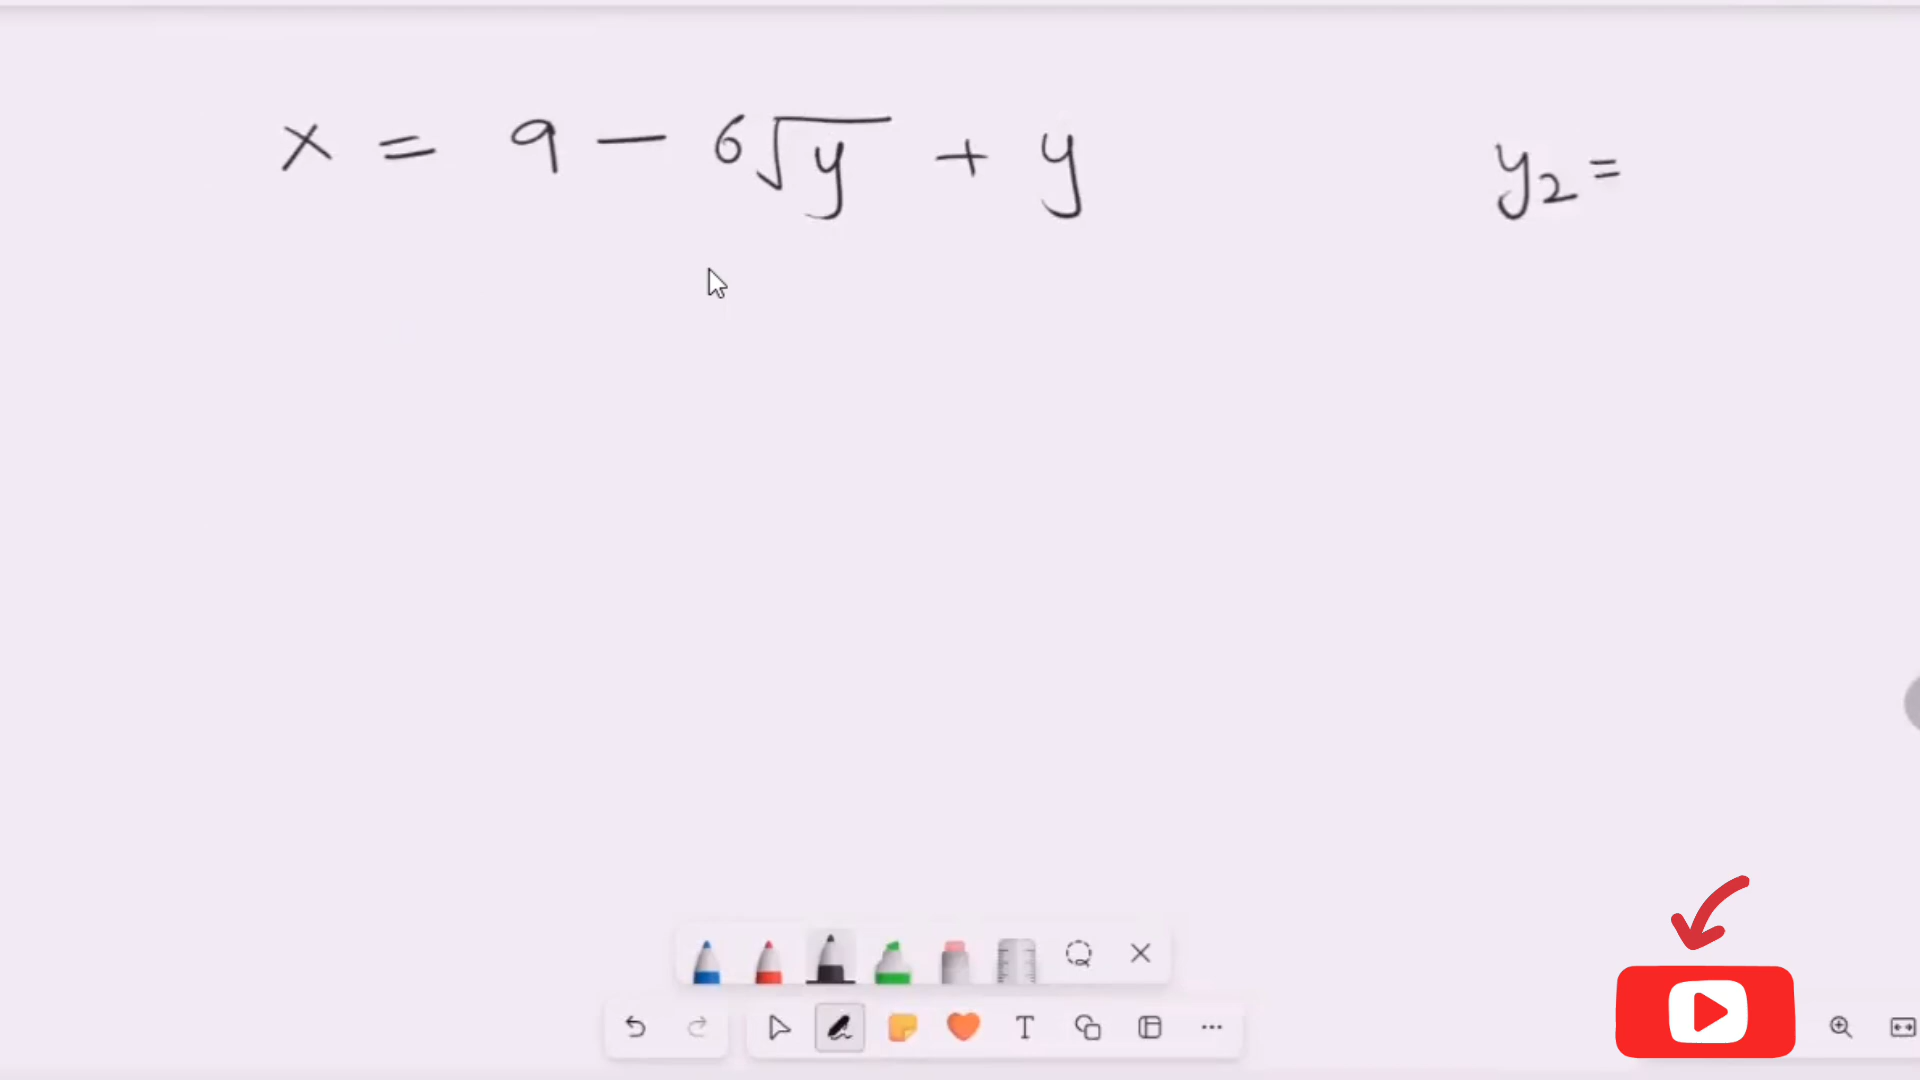 x = 9 - 6√y + y
y₂ =
T